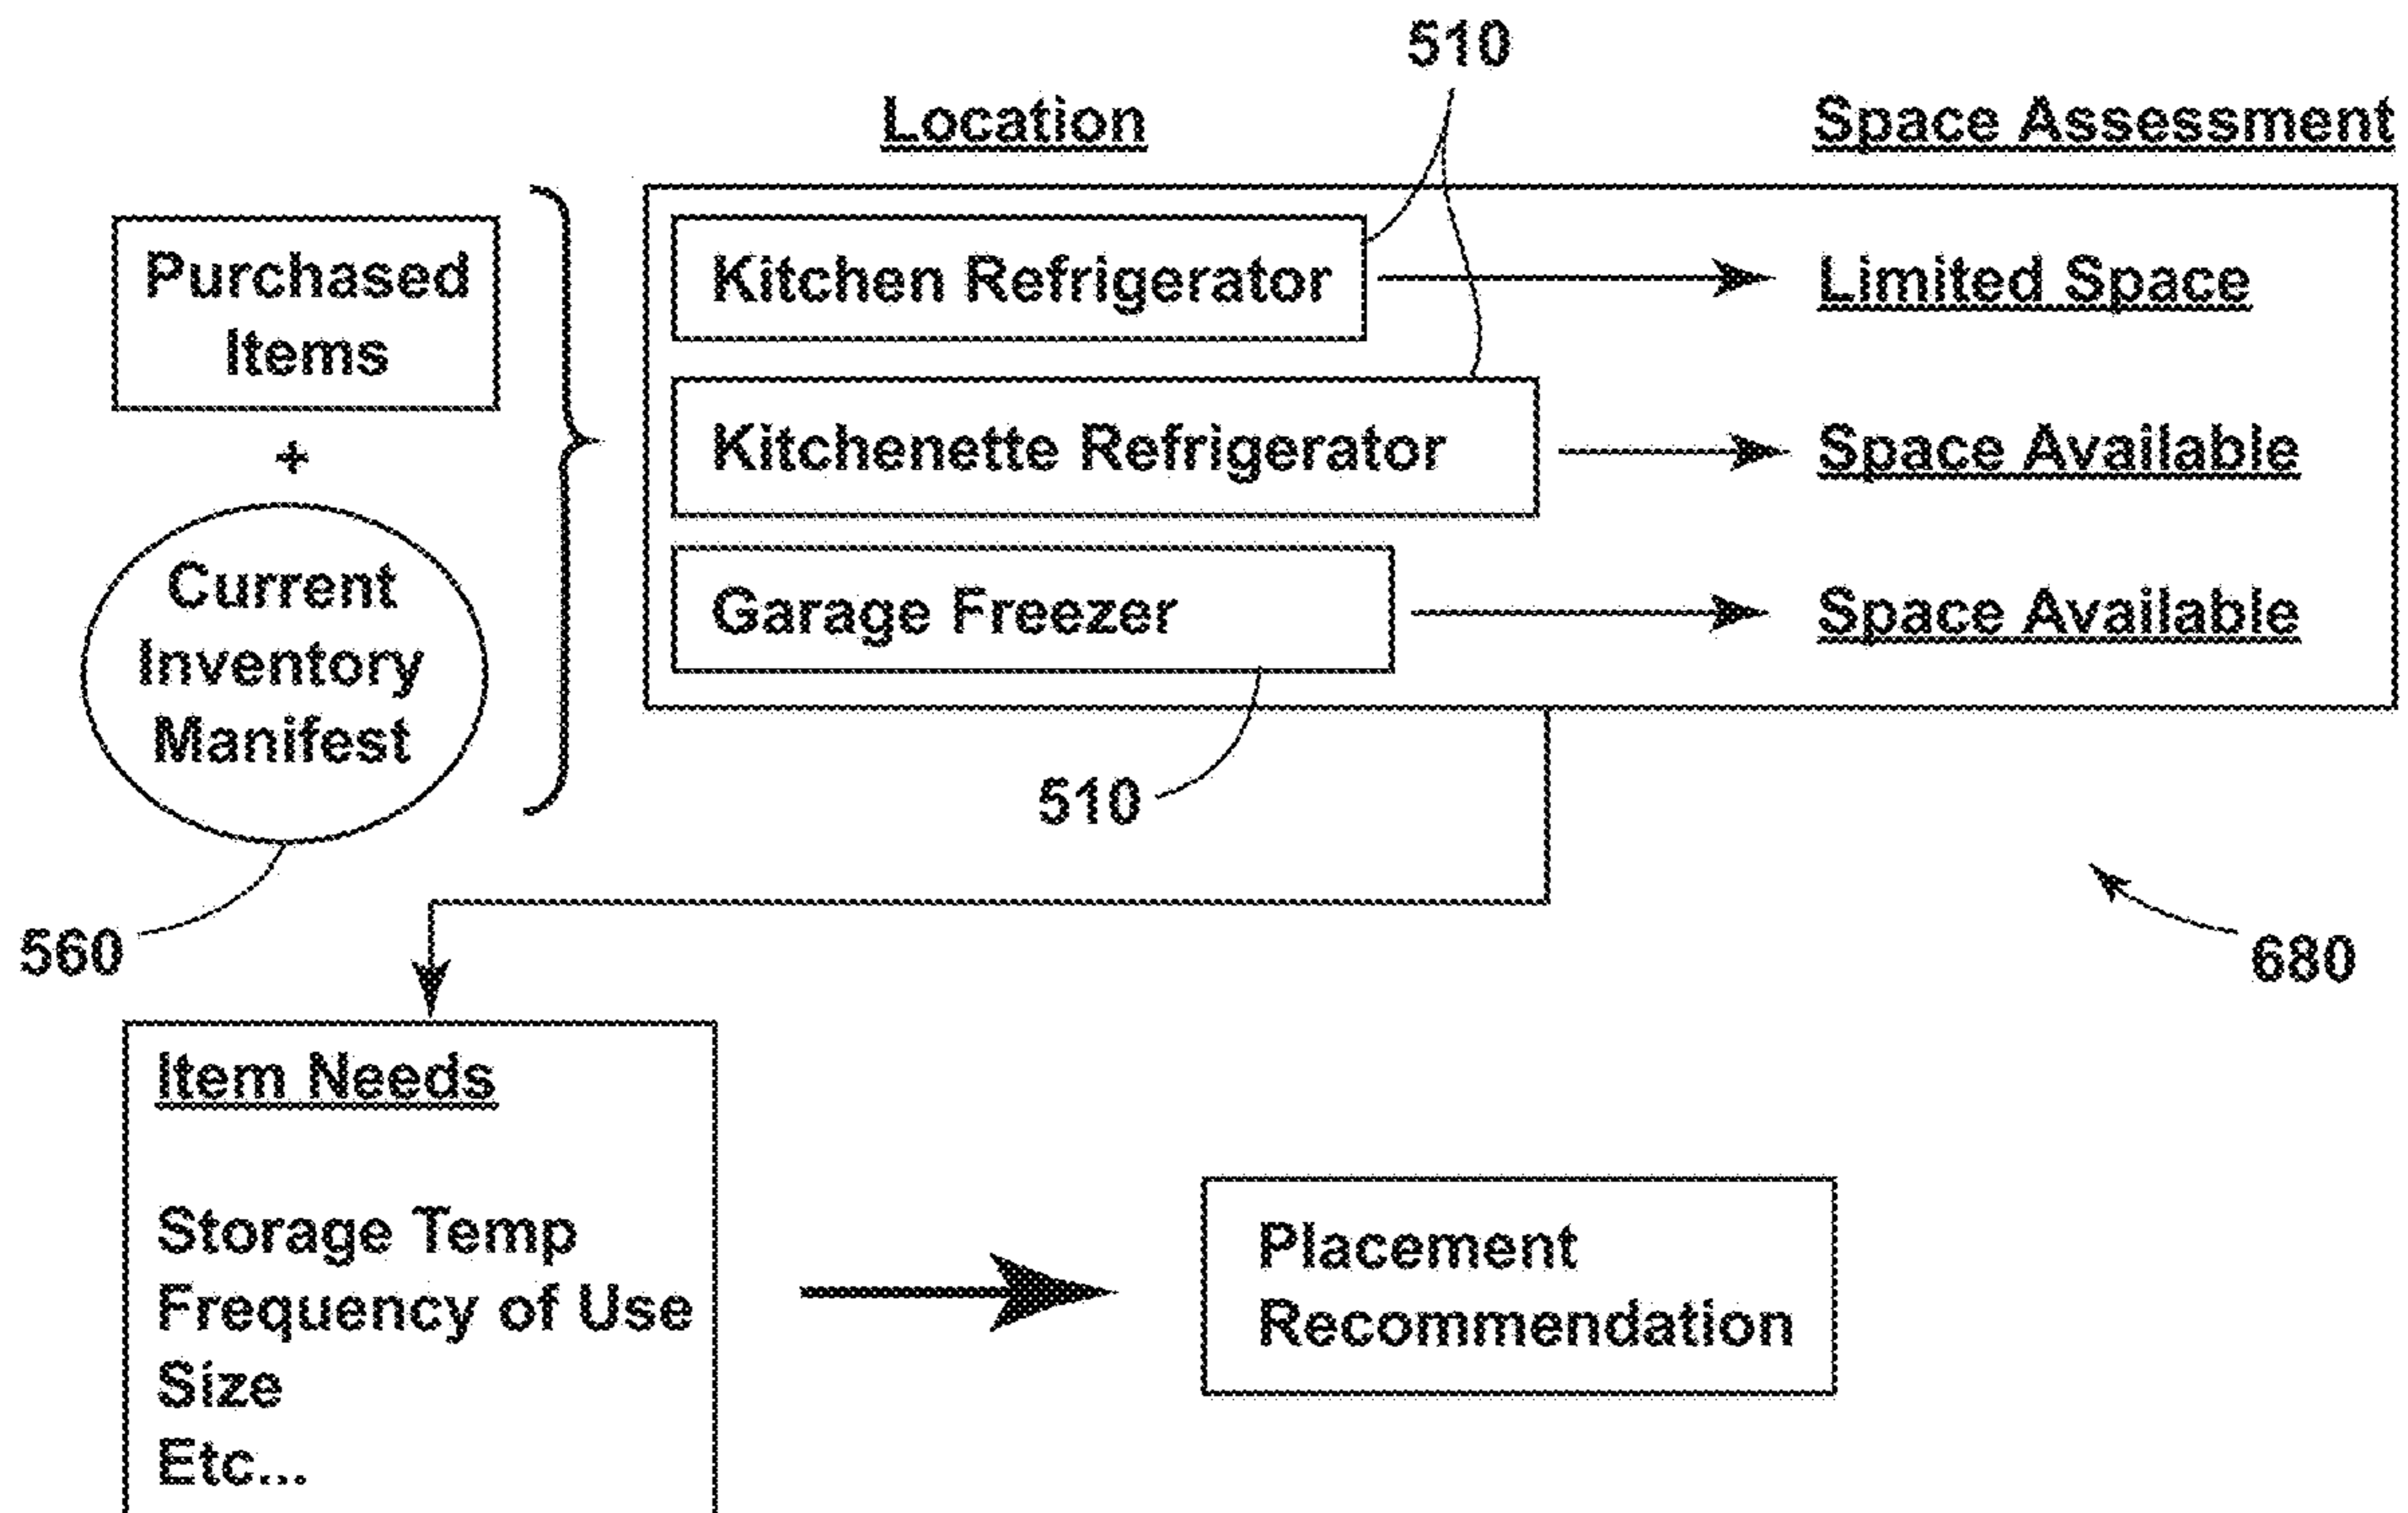 510
Location
Space Assessment
Purchased
Items
+
Current
Inventory
Manifest
560
Kitchen Refrigerator
Limited Space
Kitchenette Refrigerator
Space Available
Garage Freezer
Space Available
510
680
Item Needs
Storage Temp
Frequency of Use
Size
Etc...
Placement
Recommendation